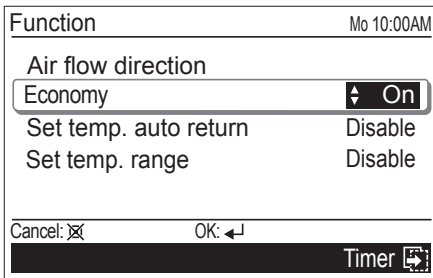 Function Mo 10:00AM
Air flow direction
Economy On
Set temp. auto return Disable
Set temp. range Disable
Cancel: OK:
Timer